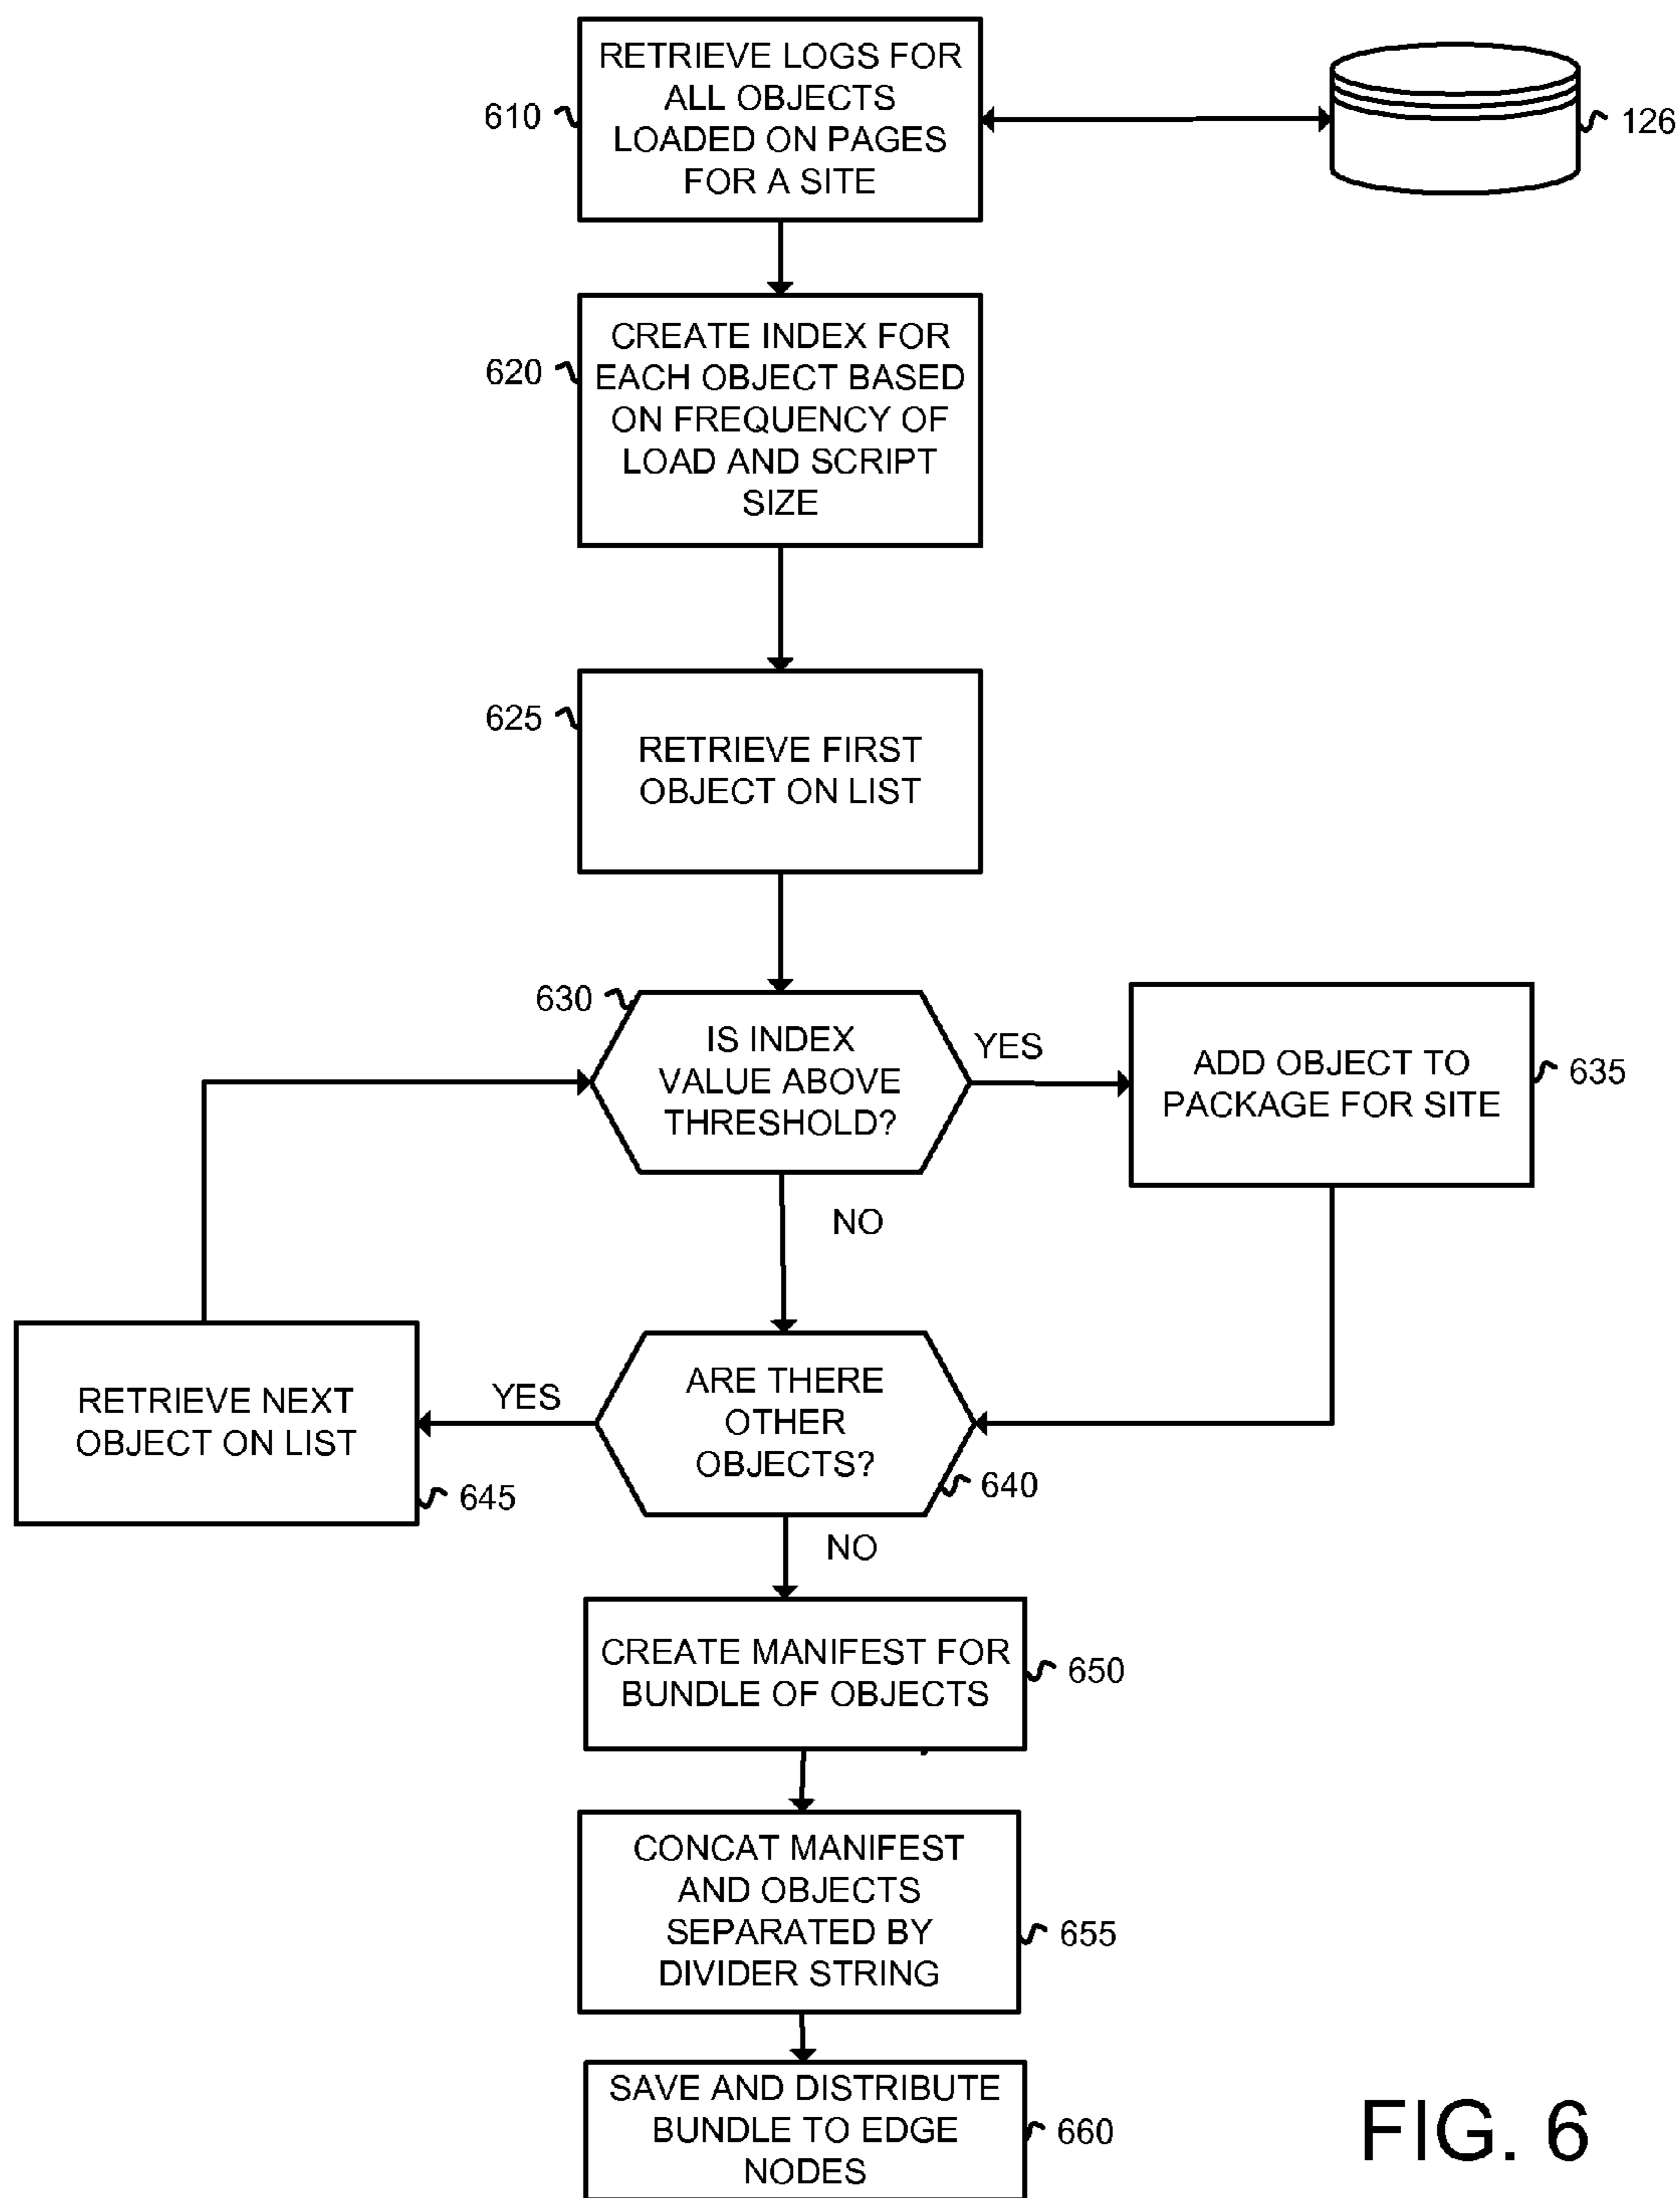 RETRIEVE LOGS FOR
ALL OBJECTS
LOADED ON PAGES
FOR A SITE
610
126
CREATE INDEX FOR
EACH OBJECT BASED
ON FREQUENCY OF
LOAD AND SCRIPT
SIZE
620
625
RETRIEVE FIRST
OBJECT ON LIST
630
IS INDEX
VALUE ABOVE
THRESHOLD?
YES
ADD OBJECT TO
PACKAGE FOR SITE
635
NO
RETRIEVE NEXT
OBJECT ON LIST
645
YES
ARE THERE
OTHER
OBJECTS?
640
NO
CREATE MANIFEST FOR
BUNDLE OF OBJECTS
650
CONCAT MANIFEST
AND OBJECTS
SEPARATED BY
DIVIDER STRING
655
SAVE AND DISTRIBUTE
BUNDLE TO EDGE
NODES
660
FIG. 6